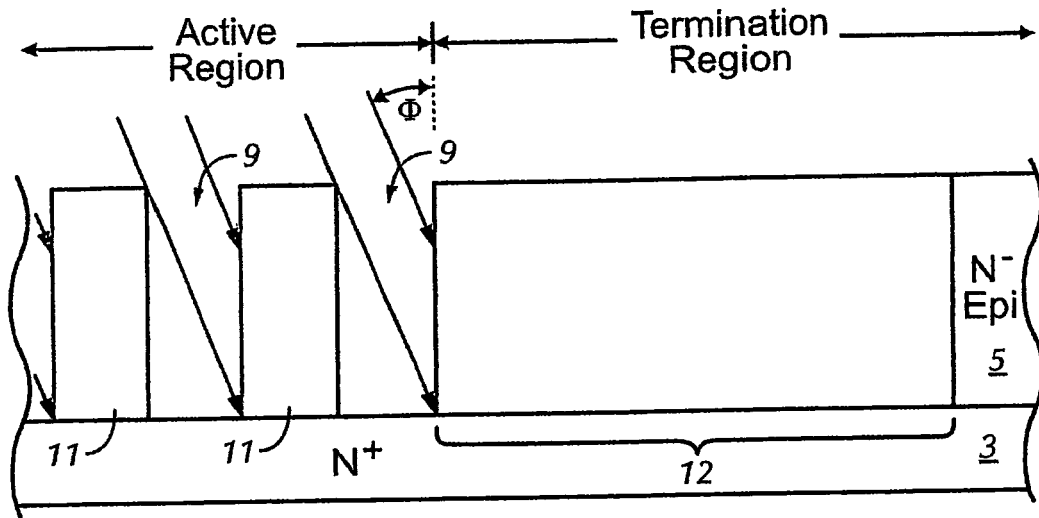 Active
Region
Termination
Region
Φ
9
9
N⁻
Epi
5
11
11
N⁺
12
3